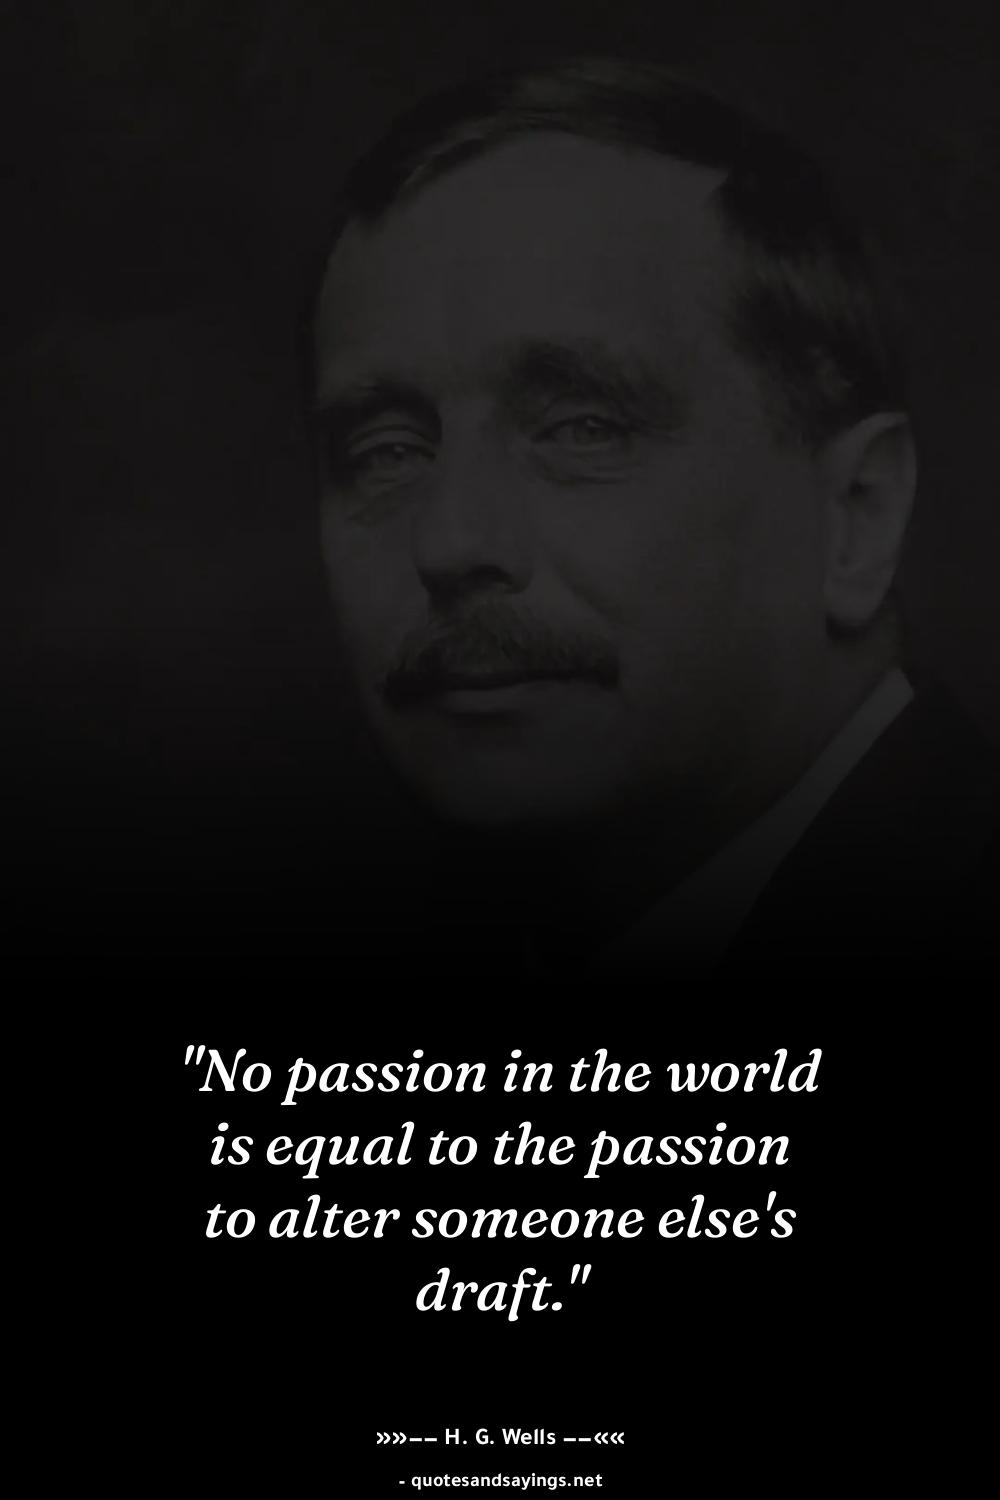 "No passion in the world
is equal to the passion
to alter someone else's
draft."
»»–– H. G. Wells ––««
- quotesandsayings.net